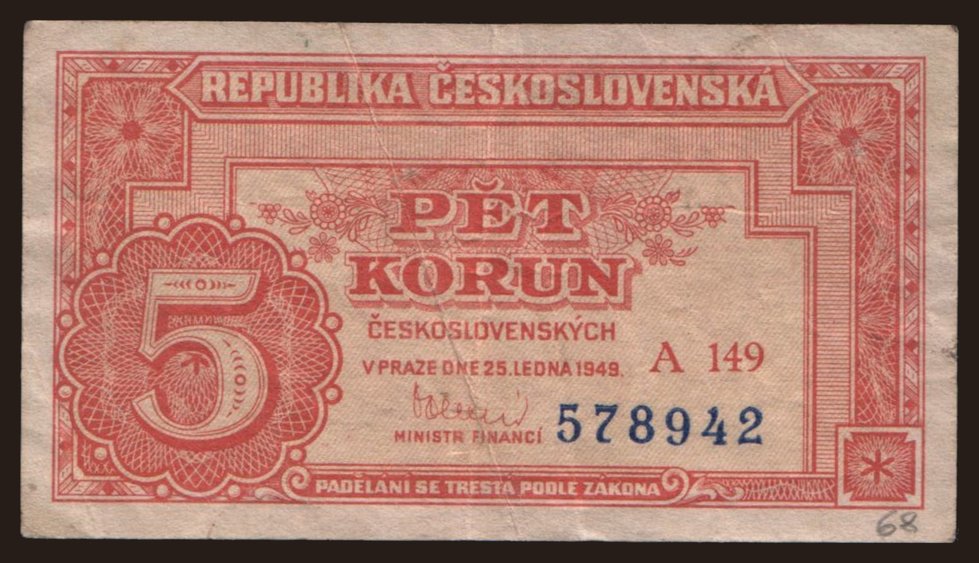 REPUBLIKA ČESKOSLOVENSKÁ
PĚT
KORUN
5
ČESKOSLOVENSKÝCH
V PRAZE DNE 25. LEDNA 1949.
A 149
MINISTR FINANCÍ
578942
PADĚLÁNÍ SE TRESTÁ PODLE ZÁKONA
68